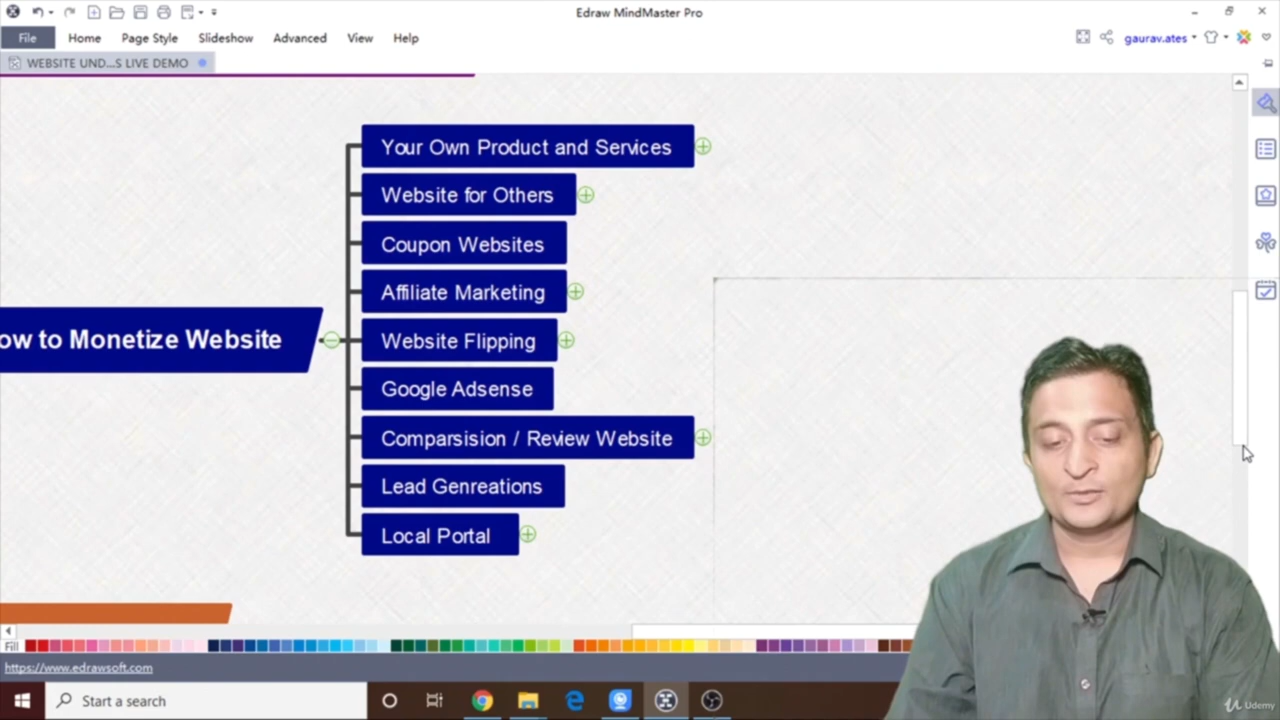 Edraw MindMaster Pro
File Home Page Style Slideshow Advanced View Help
gaurav.ates
WEBSITE UND...S LIVE DEMO
Your Own Product and Services
Website for Others
Coupon Websites
Affiliate Marketing
ow to Monetize Website
Website Flipping
Google Adsense
Comparsision / Review Website
Lead Genreations
Local Portal
Fill
https://www.edrawsoft.com
Start a search
Udemy